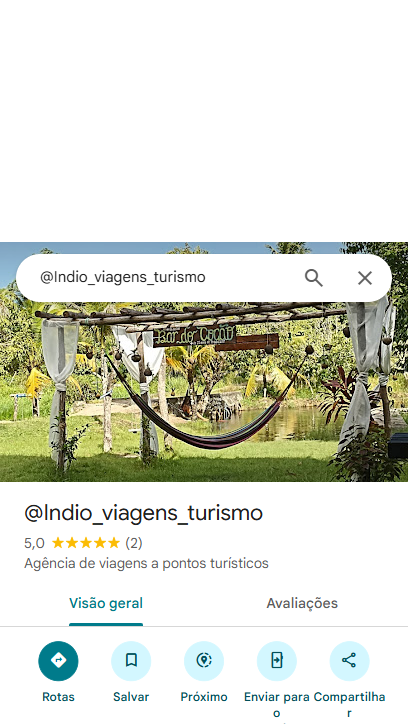 @Indio_viagens_turismo
Bar do Cacau
@Indio_viagens_turismo
5,0 ★★★★★ (2)
Agência de viagens a pontos turísticos
Visão geral Avaliações
Rotas Salvar Próximo Enviar para o Compartilhar